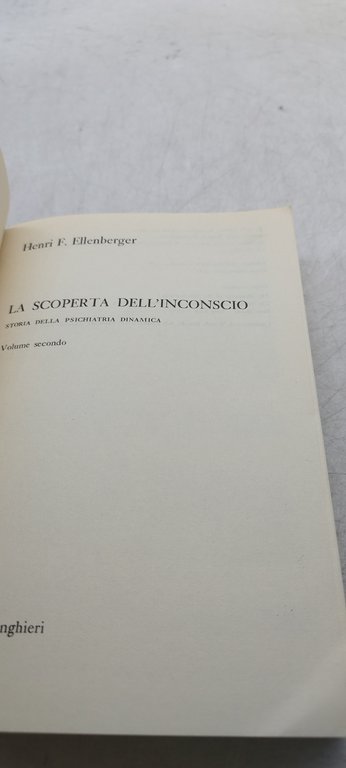 Henri F. Ellenberger
LA SCOPERTA DELL'INCONSCIO
STORIA DELLA PSICHIATRIA DINAMICA
Volume secondo
nghieri